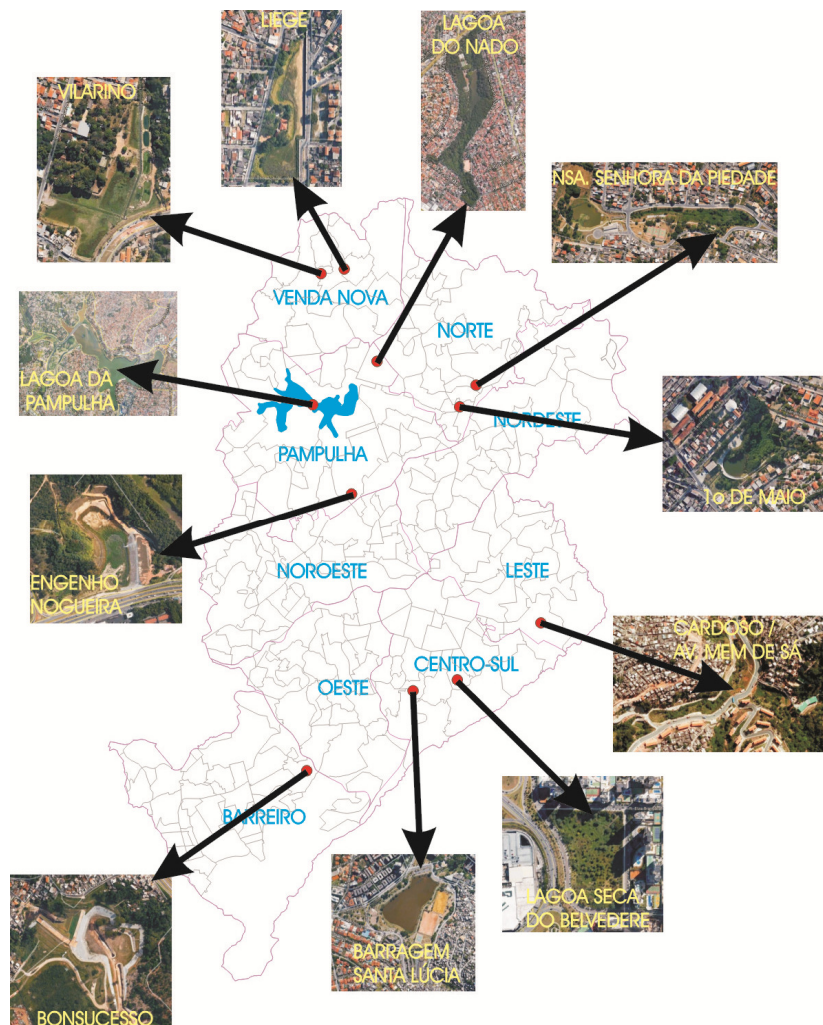 LIEGE
LAGOA
DO NADO
VILARINO
NSA. SENHORA DA PIEDADE
VENDA NOVA
NORTE
LAGOA DA
PAMPULHA
NORDESTE
PAMPULHA
1o DE MAIO
ENGENHO
NOGUEIRA
NOROESTE
LESTE
CARDOSO /
AV. MEM DE SÁ
CENTRO-SUL
OESTE
BARREIRO
LAGOA SECA
DO BELVEDERE
BARRAGEM
SANTA LÚCIA
BONSUCESSO